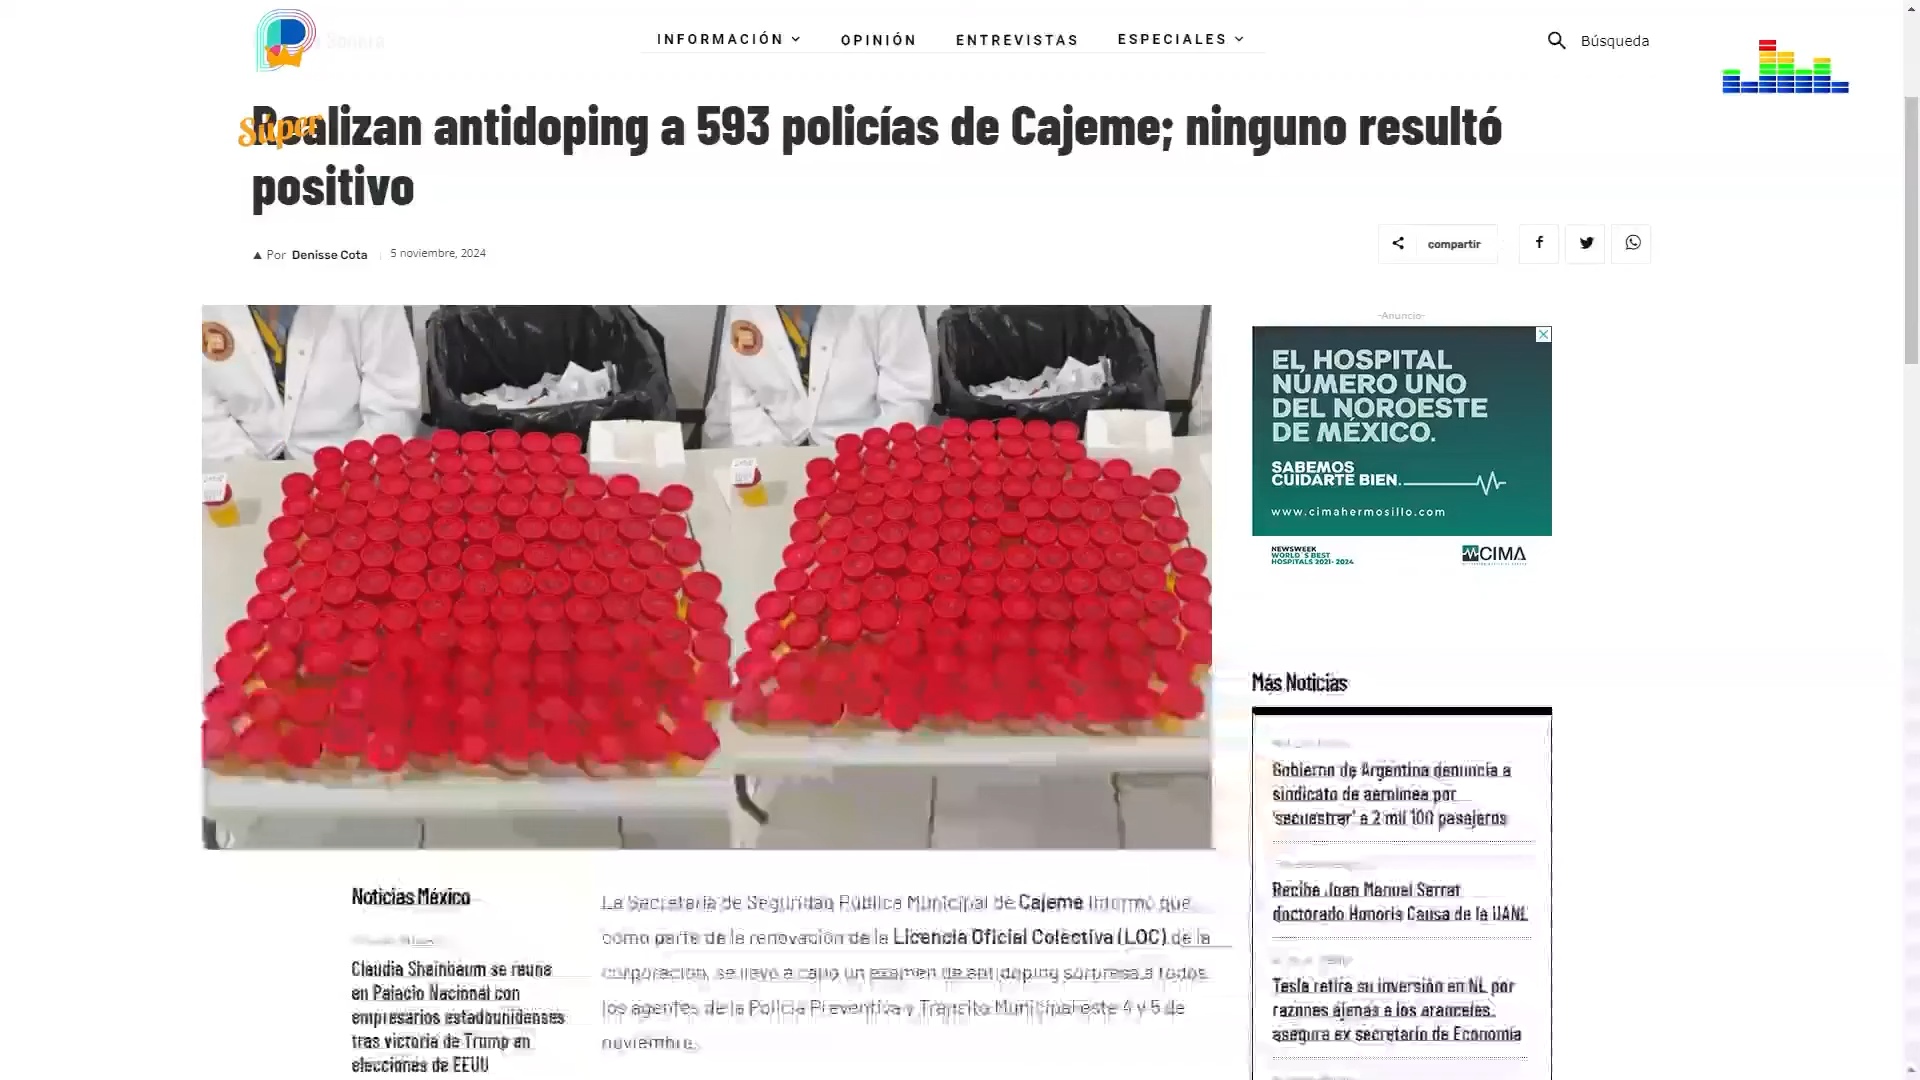 INFORMACIÓN OPINIÓN ENTREVISTAS ESPECIALES
Búsqueda
Súper
Realizan antidoping a 593 policías de Cajeme; ninguno resultó
positivo
Por Denisse Cota 5 noviembre, 2024
compartir
-Anuncio-
EL HOSPITAL
NÚMERO UNO
DEL NOROESTE
DE MÉXICO.
SABEMOS
CUIDARTE BIEN.
www.cimahermosillo.com
NEWSWEEK
WORLD´S BEST
HOSPITALS 2021-2024
CIMA
Más Noticias
Gobierno de Argentina denuncia a
sindicato de aerolínea por
'secuestrar' a 2 mil 100 pasajeros
Recibe Joan Manuel Serrat
doctorado Honoris Causa de la UANL
Tesla retira su inversión en NL por
razones ajenas a los aranceles,
asegura ex secretario de Economía
Noticias México
Claudia Sheinbaum se reúne
en Palacio Nacional con
empresarios estadounidenses
tras victoria de Trump en
elecciones de EEUU
La Secretaría de Seguridad Pública Municipal de Cajeme informó que
como parte de la renovación de la Licencia Oficial Colectiva (LOC) de la
corporación, se llevó a cabo un examen de antidoping sorpresa a todos
los agentes de la Policía Preventiva y Tránsito Municipal este 4 y 5 de
noviembre.